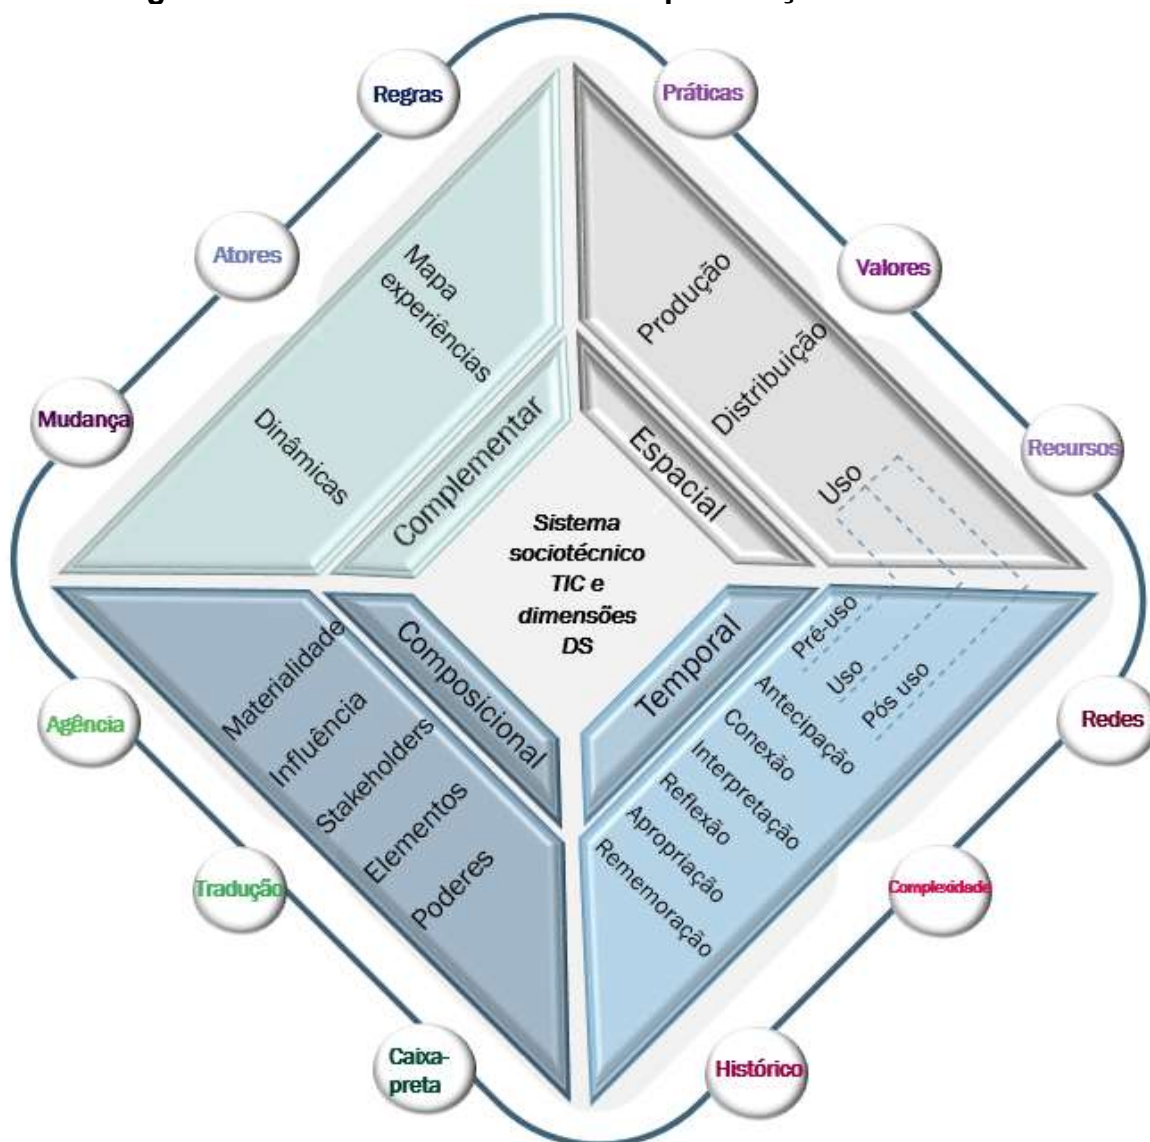 Regras
Práticas
Atores
Valores
Mudança
Recursos
Mapa
experiências
Dinâmicas
Complementar
Produção
Distribuição
Uso
Espacial
Sistema
sociotécnico
TIC e
dimensões
DS
Composicional
Materialidade
Influência
Stakeholders
Elementos
Poderes
Temporal
Pré-uso
Uso
Pós uso
Antecipação
Conexão
Interpretação
Reflexão
Apropriação
Rememoração
Agência
Redes
Tradução
Complexidade
Caixa-
preta
Histórico